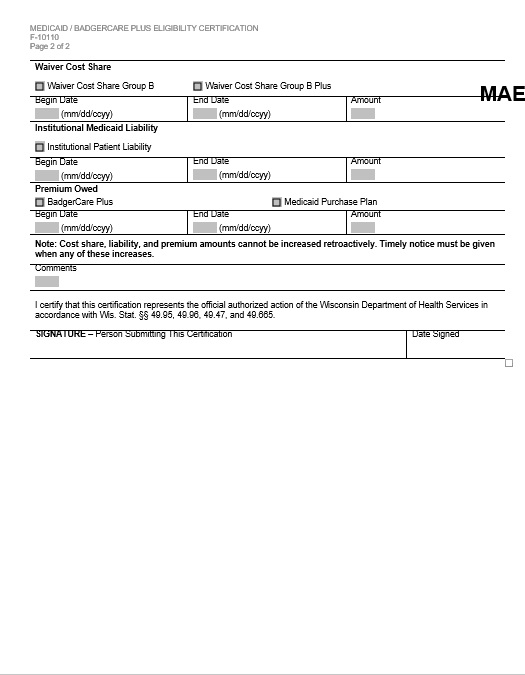 MEDICAID / BADGERCARE PLUS ELIGIBILITY CERTIFICATION
F-10110
Page 2 of 2
Waiver Cost Share
Waiver Cost Share Group B Waiver Cost Share Group B Plus
MAE
Begin Date End Date Amount
(mm/dd/ccyy) (mm/dd/ccyy)
Institutional Medicaid Liability
Institutional Patient Liability
Begin Date End Date Amount
(mm/dd/ccyy) (mm/dd/ccyy)
Premium Owed
BadgerCare Plus Medicaid Purchase Plan
Begin Date End Date Amount
(mm/dd/ccyy) (mm/dd/ccyy)
Note: Cost share, liability, and premium amounts cannot be increased retroactively. Timely notice must be given
when any of these increases.
Comments
I certify that this certification represents the official authorized action of the Wisconsin Department of Health Services in
accordance with Wis. Stat. §§ 49.95, 49.96, 49.47, and 49.665.
SIGNATURE – Person Submitting This Certification Date Signed